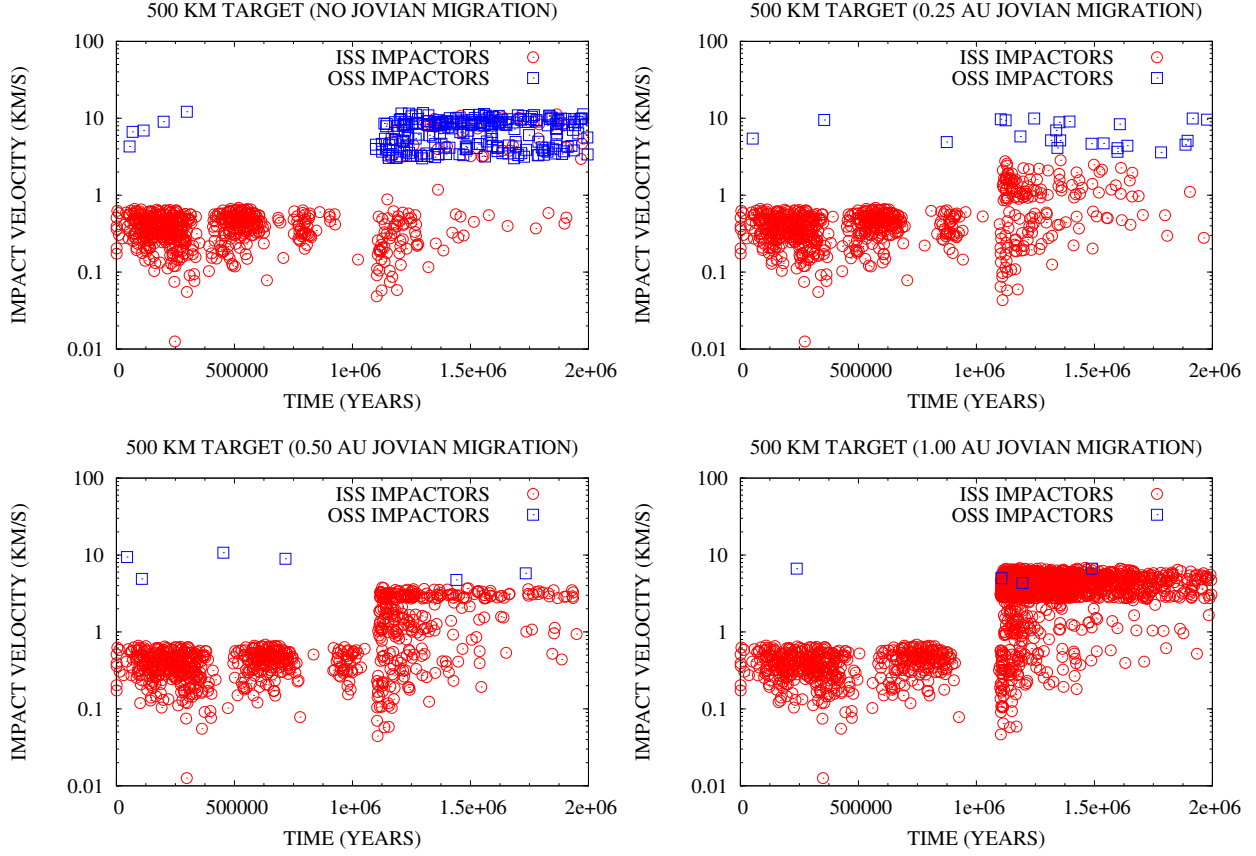 500 KM TARGET (NO JOVIAN MIGRATION)
IMPACT VELOCITY (KM/S)
100
10
1
0.1
0.01
ISS IMPACTORS
OSS IMPACTORS
0 500000 1e+06 1.5e+06 2e+06
TIME (YEARS)
500 KM TARGET (0.25 AU JOVIAN MIGRATION)
IMPACT VELOCITY (KM/S)
100
10
1
0.1
0.01
ISS IMPACTORS
OSS IMPACTORS
0 500000 1e+06 1.5e+06 2e+06
TIME (YEARS)
500 KM TARGET (0.50 AU JOVIAN MIGRATION)
IMPACT VELOCITY (KM/S)
100
10
1
0.1
0.01
ISS IMPACTORS
OSS IMPACTORS
0 500000 1e+06 1.5e+06 2e+06
TIME (YEARS)
500 KM TARGET (1.00 AU JOVIAN MIGRATION)
IMPACT VELOCITY (KM/S)
100
10
1
0.1
0.01
ISS IMPACTORS
OSS IMPACTORS
0 500000 1e+06 1.5e+06 2e+06
TIME (YEARS)